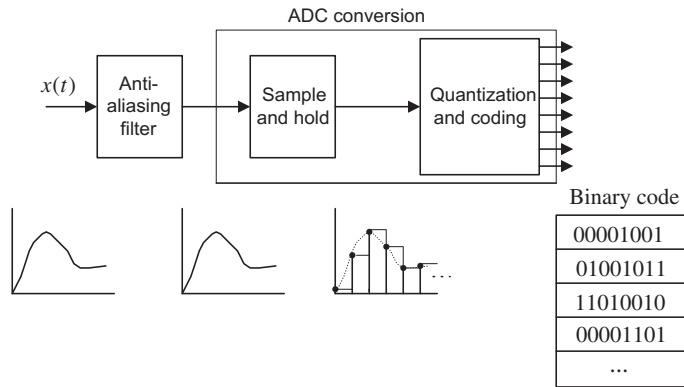 ADC conversion
x(t)
Anti-
aliasing
filter
Sample
and hold
Quantization
and coding
Binary code
00001001
01001011
11010010
00001101
...
...